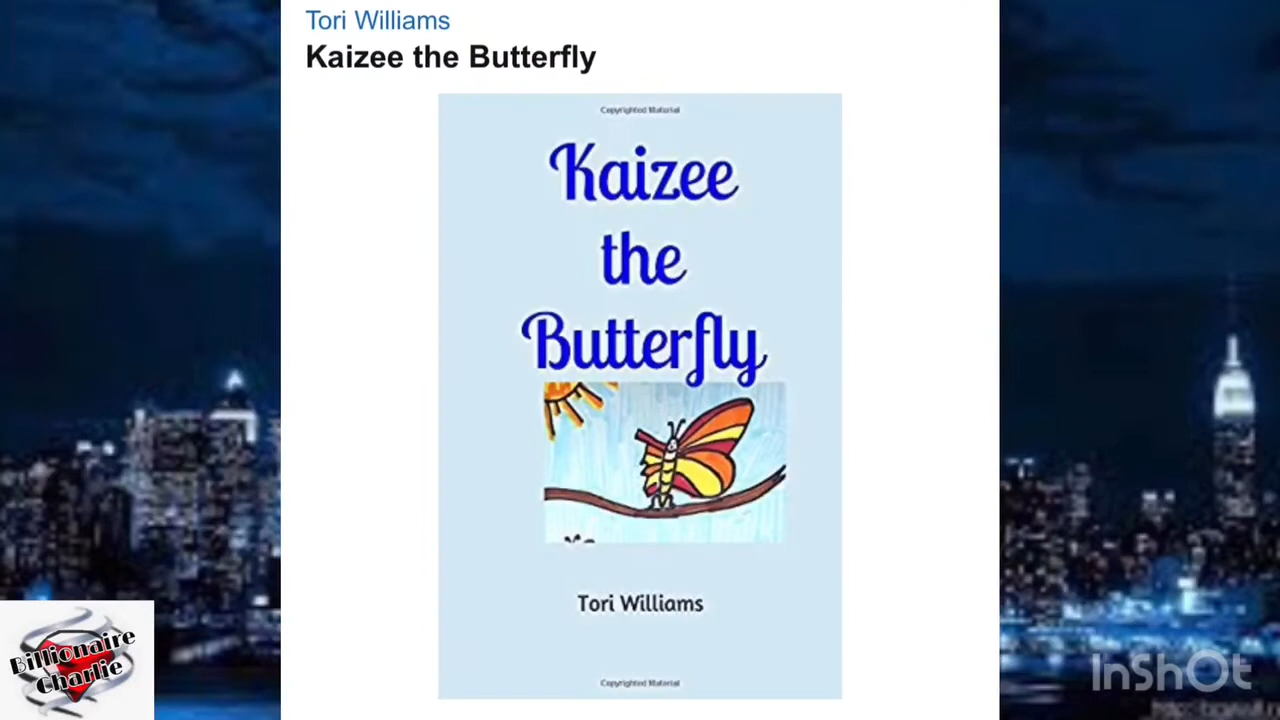 Tori Williams
Kaizee the Butterfly
Copyrighted Material
Kaizee
the
Butterfly
Tori Williams
Copyrighted Material
Billionaire
Charlie
InShOt